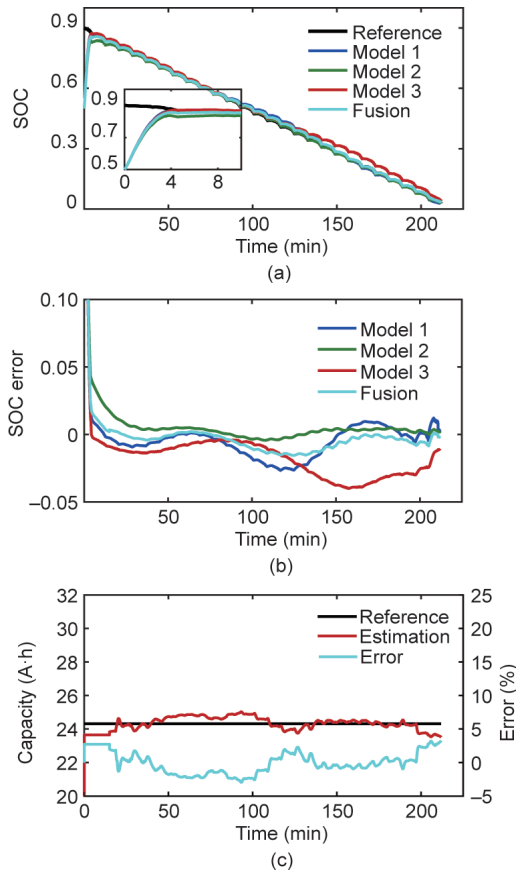 0.9
0.6
0.3
0
SOC
Reference
Model 1
Model 2
Model 3
Fusion
0.9
0.7
0.5
0 4 8
50 100 150 200
Time (min)
(a)
0.10
0.05
0
–0.05
SOC error
Model 1
Model 2
Model 3
Fusion
50 100 150 200
Time (min)
(b)
32
30
28
26
24
22
20
Capacity (A·h)
Reference
Estimation
Error
25
20
15
10
5
0
–5
Error (%)
0 50 100 150 200
Time (min)
(c)